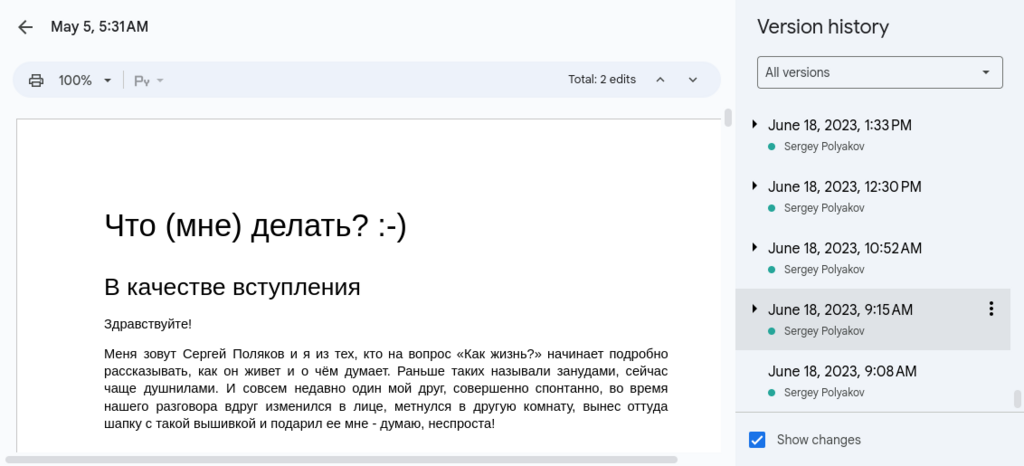 May 5, 5:31 AM
100%
Ру
Total: 2 edits
Что (мне) делать? :-)
В качестве вступления
Здравствуйте!
Меня зовут Сергей Поляков и я из тех, кто на вопрос «Как жизнь?» начинает подробно
рассказывать, как он живет и о чём думает. Раньше таких называли занудами, сейчас
чаще душнилами. И совсем недавно один мой друг, совершенно спонтанно, во время
нашего разговора вдруг изменился в лице, метнулся в другую комнату, вынес оттуда
шапку с такой вышивкой и подарил ее мне - думаю, неспроста!
Version history
All versions
June 18, 2023, 1:33 PM
Sergey Polyakov
June 18, 2023, 12:30 PM
Sergey Polyakov
June 18, 2023, 10:52 AM
Sergey Polyakov
June 18, 2023, 9:15 AM
Sergey Polyakov
June 18, 2023, 9:08 AM
Sergey Polyakov
Show changes